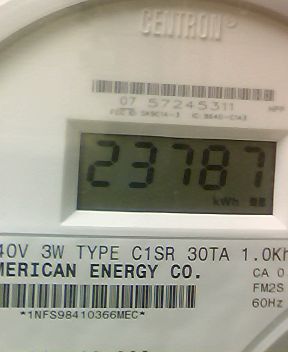 CENTRON®
07 57245311
23787
kWh
40V 3W TYPE C1SR 30TA 1.0Kh
MERICAN ENERGY CO.
CA 0
FM2S
60Hz
*1NFS98410366MEC*